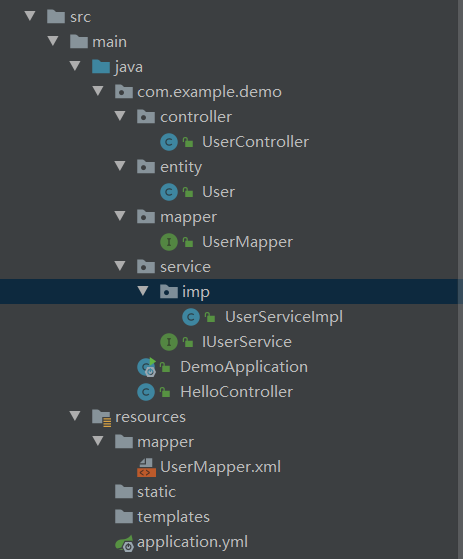 src
main
java
com.example.demo
controller
UserController
entity
User
mapper
UserMapper
service
imp
UserServiceImpl
IUserService
DemoApplication
HelloController
resources
mapper
UserMapper.xml
static
templates
application.yml